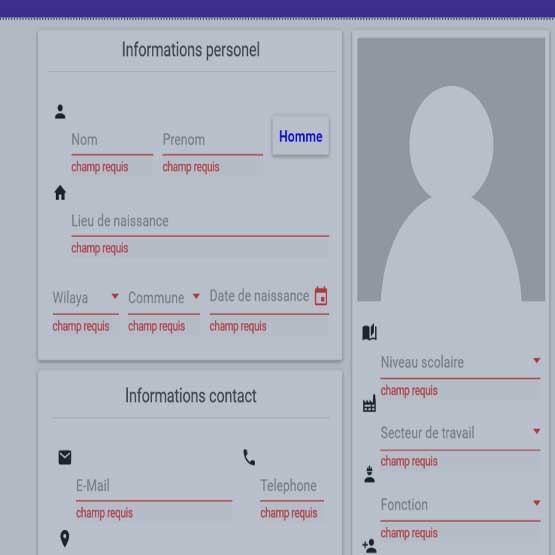 Informations personel
Nom
Prenom
Homme
champ requis
champ requis
Lieu de naissance
champ requis
Wilaya
Commune
Date de naissance
champ requis
champ requis
champ requis
Informations contact
E-Mail
Telephone
champ requis
champ requis
Niveau scolaire
champ requis
Secteur de travail
champ requis
Fonction
champ requis